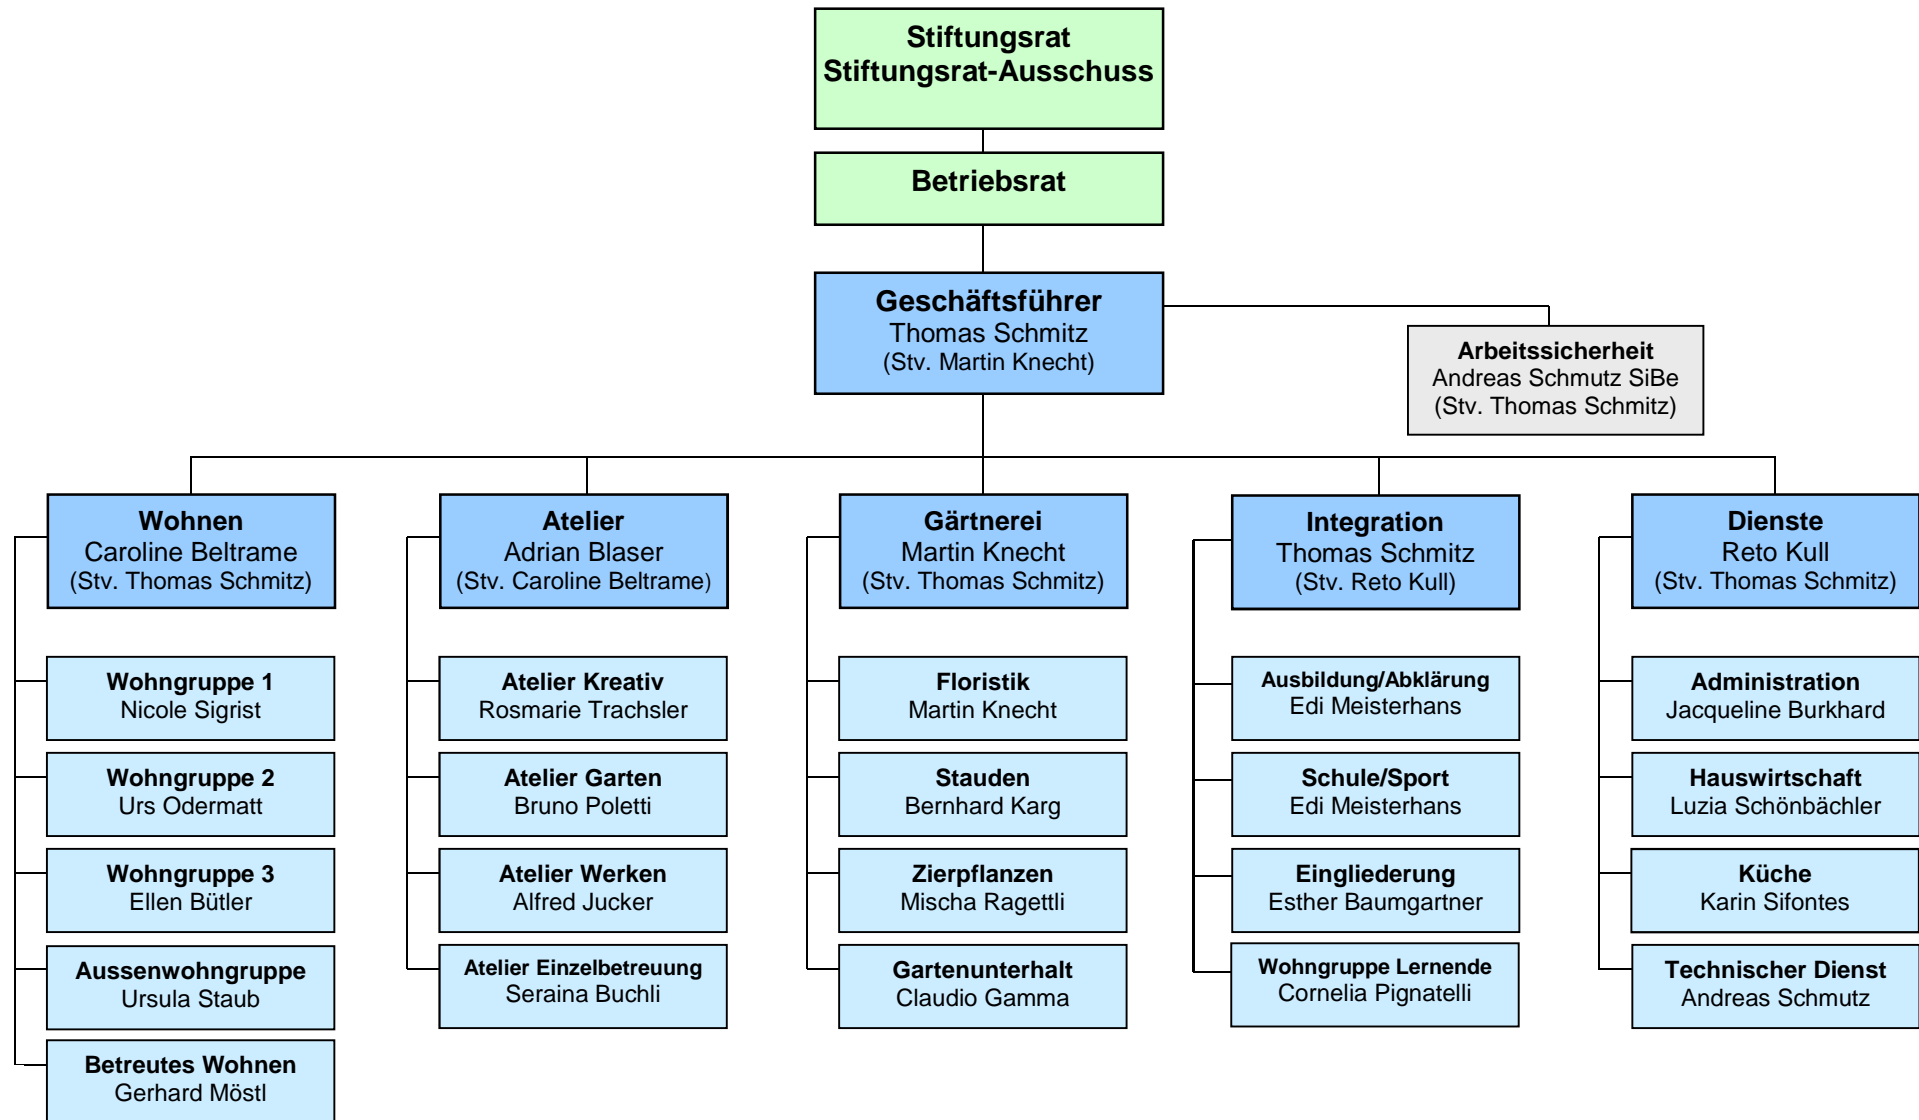 Stiftungsrat
Stiftungsrat-Ausschuss
Betriebsrat
Geschäftsführer
Thomas Schmitz
(Stv. Martin Knecht)
Arbeitssicherheit
Andreas Schmutz SiBe
(Stv. Thomas Schmitz)
Wohnen
Caroline Beltrame
(Stv. Thomas Schmitz)
Wohngruppe 1
Nicole Sigrist
Wohngruppe 2
Urs Odermatt
Wohngruppe 3
Ellen Bütler
Aussenwohngruppe
Ursula Staub
Betreutes Wohnen
Gerhard Möstl
Atelier
Adrian Blaser
(Stv. Caroline Beltrame)
Atelier Kreativ
Rosmarie Trachsler
Atelier Garten
Bruno Poletti
Atelier Werken
Alfred Jucker
Atelier Einzelbetreuung
Seraina Buchli
Gärtnerei
Martin Knecht
(Stv. Thomas Schmitz)
Floristik
Martin Knecht
Stauden
Bernhard Karg
Zierpflanzen
Mischa Ragettli
Gartenunterhalt
Claudio Gamma
Integration
Thomas Schmitz
(Stv. Reto Kull)
Ausbildung/Abklärung
Edi Meisterhans
Schule/Sport
Edi Meisterhans
Eingliederung
Esther Baumgartner
Wohngruppe Lernende
Cornelia Pignatelli
Dienste
Reto Kull
(Stv. Thomas Schmitz)
Administration
Jacqueline Burkhard
Hauswirtschaft
Luzia Schönbächler
Küche
Karin Sifontes
Technischer Dienst
Andreas Schmutz